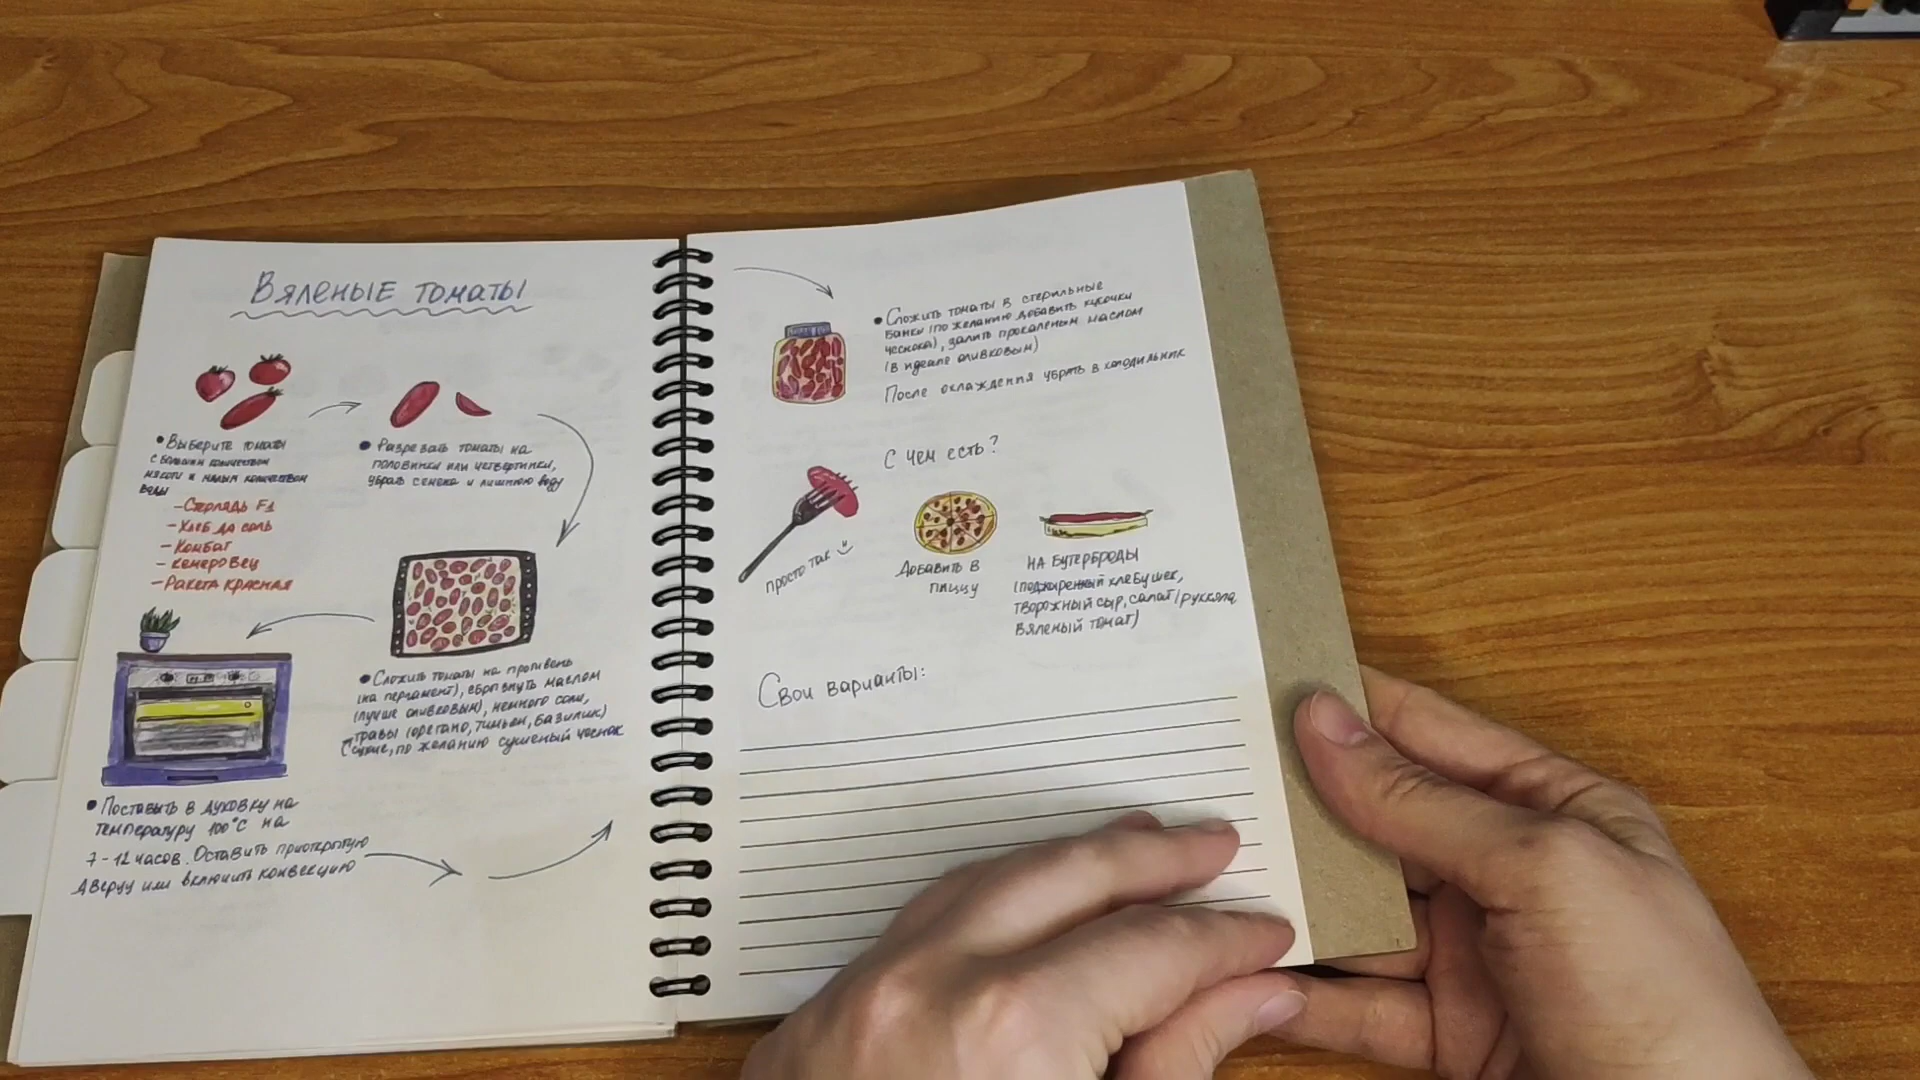 Вяленые томаты
• Выберите томаты
с большим количеством
мякоти и малым количеством
воды
- Стерлядь F1
- Хлеб да соль
- Комбат
- Кемеровец
- Ракета красная
• Разрезать томаты на
половинки или четвертинки,
убрать семена и лишнюю воду
• Сложить томаты на противень
(на пергамент), сбрызнуть маслом
(лучше оливковым), немного соли,
травы (орегано, тимьян, базилик)
Сухие, по желанию сушеный чеснок
• Поставить в духовку на
температуру 100°С на
7-12 часов. Оставить приоткрытую
дверцу или включить конвекцию
• Сложить томаты в стерильные
банки (по желанию добавить кусочки
чеснока), залить прокаленым маслом
(в идеале оливковым)
После охлаждения убрать в холодильник
С чем есть?
просто так
Добавить в
пиццу
на бутерброды
(поджаренный хлебушек,
творожный сыр, салат/руккола
вяленый томат)
Свои варианты: